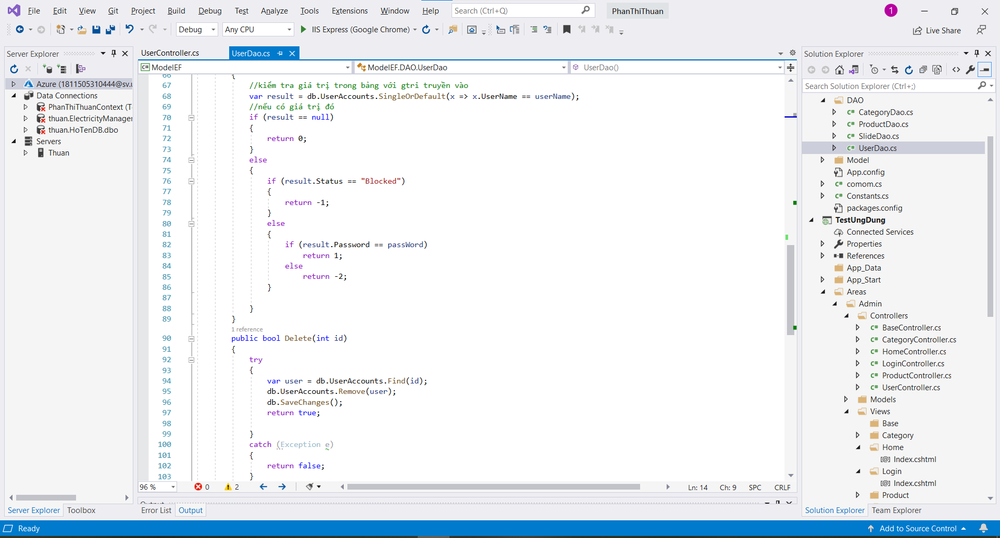 File Edit View Git Project Build Debug Test Analyze Tools Extensions Window Help Search (Ctrl+Q) PhanThiThuan 1
Debug Any CPU IIS Express (Google Chrome) Live Share
Server Explorer
Azure (1811505310444@sv.u
Data Connections
PhanThiThuanContext (T
thuan.ElectricityManager
thuan.HoTenDB.dbo
Servers
Thuan
Server Explorer Toolbox
UserController.cs UserDao.cs
ModelEF ModelEF.DAO.UserDao UserDao()
66 {
67 //kiểm tra giá trị trong bảng với gtri truyền vào
68 var result = db.UserAccounts.SingleOrDefault(x => x.UserName == userName);
69 //nếu có giá trị đó
70 if (result == null)
71 {
72 return 0;
73 }
74 else
75 {
76 if (result.Status == "Blocked")
77 {
78 return -1;
79 }
80 else
81 {
82 if (result.Password == passWord)
83 return 1;
84 else
85 return -2;
86 }
87
88 }
89 }
1 reference
90 public bool Delete(int id)
91 {
92 try
93 {
94 var user = db.UserAccounts.Find(id);
95 db.UserAccounts.Remove(user);
96 db.SaveChanges();
97 return true;
98
99 }
100 catch (Exception e)
101 {
102 return false;
103 }
96 % 0 2 Ln: 14 Ch: 9 SPC CRLF
Output
Error List Output
Solution Explorer
Search Solution Explorer (Ctrl+;)
DAO
C# CategoryDao.cs
C# ProductDao.cs
C# SlideDao.cs
C# UserDao.cs
Model
App.config
C# comom.cs
C# Constants.cs
packages.config
TestUngDung
Connected Services
Properties
References
App_Data
App_Start
Areas
Admin
Controllers
C# BaseController.cs
C# CategoryController.cs
C# HomeController.cs
C# LoginController.cs
C# ProductController.cs
C# UserController.cs
Models
Views
Base
Category
Home
[@] Index.cshtml
Login
[@] Index.cshtml
Product
Solution Explorer Team Explorer
Ready Add to Source Control